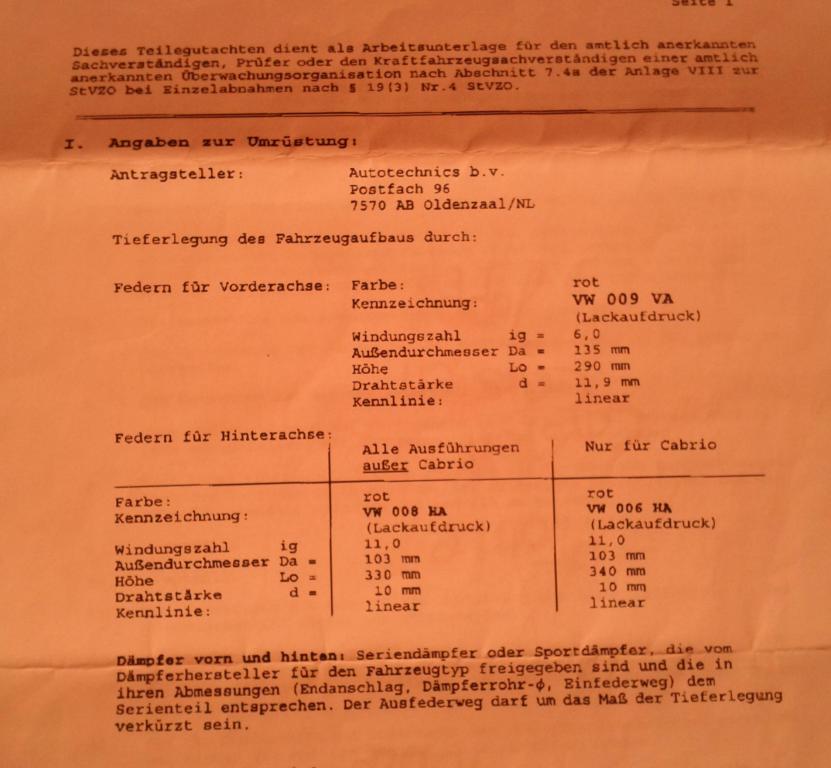 Seite 1
Dieses Teilegutachten dient als Arbeitsunterlage für den amtlich anerkannten
Sachverständigen, Prüfer oder den Kraftfahrzeugsachverständigen einer amtlich
anerkannten Überwachungsorganisation nach Abschnitt 7.4a der Anlage VIII zur
StVZO bei Einzelabnahmen nach § 19(3) Nr.4 StVZO.
I. Angaben zur Umrüstung:
Antragsteller: Autotechnics b.v.
Postfach 96
7570 AB Oldenzaal/NL
Tieferlegung des Fahrzeugaufbaus durch:
Federn für Vorderachse: Farbe: rot
Kennzeichnung: VW 009 VA
(Lackaufdruck)
Windungszahl ig = 6,0
Außendurchmesser Da = 135 mm
Höhe Lo = 290 mm
Drahtstärke d = 11,9 mm
Kennlinie: linear
Federn für Hinterachse:
Alle Ausführungen Nur für Cabrio
außer Cabrio
Farbe: rot rot
Kennzeichnung: VW 008 HA VW 006 HA
(Lackaufdruck) (Lackaufdruck)
Windungszahl ig 11,0 11,0
Außendurchmesser Da = 103 mm 103 mm
Höhe Lo = 330 mm 340 mm
Drahtstärke d = 10 mm 10 mm
Kennlinie: linear linear
Dämpfer vorn und hinten: Seriendämpfer oder Sportdämpfer, die vom
Dämpferhersteller für den Fahrzeugtyp freigegeben sind und die in
ihren Abmessungen (Endanschlag, Dämpferrohr-ϕ, Einfederweg) dem
Serienteil entsprechen. Der Ausfederweg darf um das Maß der Tieferlegung
verkürzt sein.